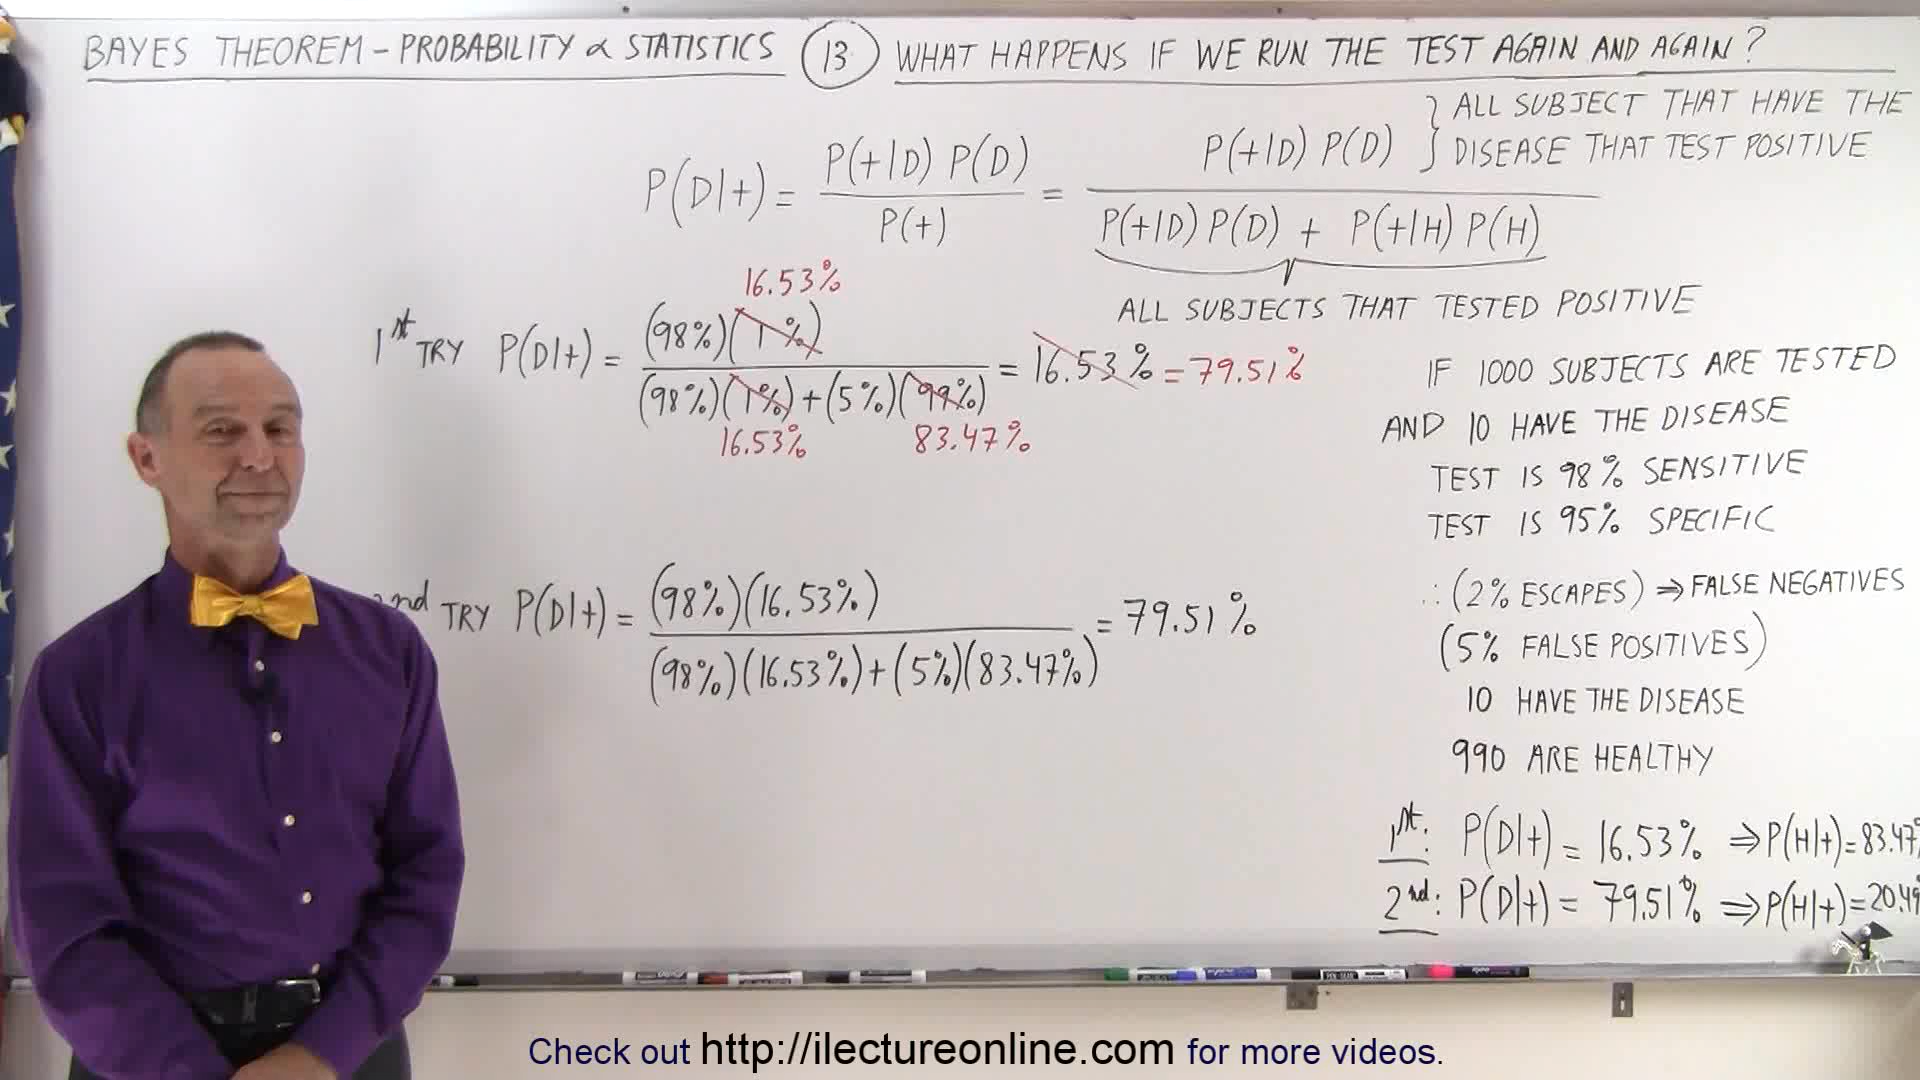 BAYES THEOREM - PROBABILITY & STATISTICS (13) WHAT HAPPENS IF WE RUN THE TEST AGAIN AND AGAIN?
P(D|+) = P(+|D) P(D) / P(+) = P(+|D) P(D) / P(+|D) P(D) + P(+|H) P(H)
} ALL SUBJECT THAT HAVE THE
DISEASE THAT TEST POSITIVE
ALL SUBJECTS THAT TESTED POSITIVE
16.53%
1st TRY P(D|+) = (98%)(1%) / (98%)(1%)+(5%)(99%) = 16.53% = 79.51%
16.53% 83.47%
nd TRY P(D|+) = (98%)(16.53%) / (98%)(16.53%)+(5%)(83.47%) = 79.51%
IF 1000 SUBJECTS ARE TESTED
AND 10 HAVE THE DISEASE
TEST IS 98% SENSITIVE
TEST IS 95% SPECIFIC
∴ (2% ESCAPES) ⇒ FALSE NEGATIVES
(5% FALSE POSITIVES)
10 HAVE THE DISEASE
990 ARE HEALTHY
1st: P(D|+) = 16.53% ⇒ P(H|+) = 83.47%
2nd: P(D|+) = 79.51% ⇒ P(H|+) = 20.49
Check out http://ilectureonline.com for more videos.